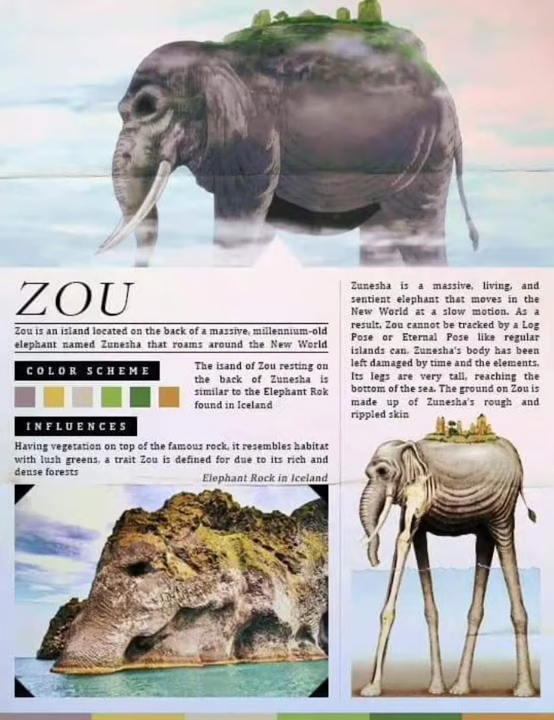 ZOU
Zou is an island located on the back of a massive, millennium-old
elephant named Zunesha that roams around the New World
COLOR SCHEME
The isand of Zou resting on
the back of Zunesha is
similar to the Elephant Rok
found in Iceland
INFLUENCES
Having vegetation on top of the famous rock, it resembles habitat
with lush greens, a trait Zou is defined for due to its rich and
dense forests
Elephant Rock in Iceland
Zunesha is a massive, living, and
sentient elephant that moves in the
New World at a slow motion. As a
result, Zou cannot be tracked by a Log
Pose or Eternal Pose like regular
islands can. Zunesha's body has been
left damaged by time and the elements.
Its legs are very tall, reaching the
bottom of the sea. The ground on Zou is
made up of Zunesha's rough and
rippled skin